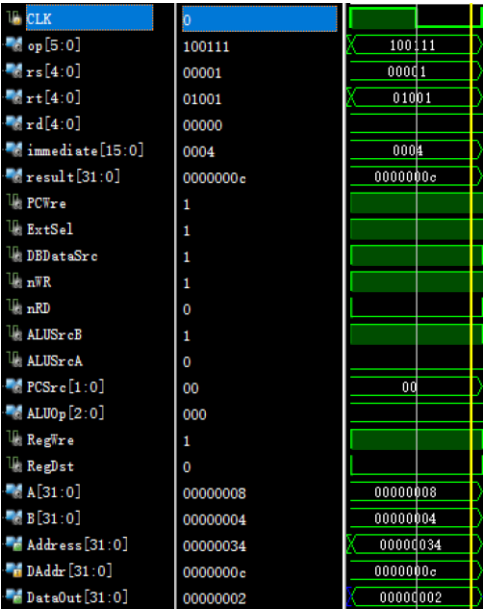 CLK 0
op[5:0] 100111 100111
rs[4:0] 00001 00001
rt[4:0] 01001 01001
rd[4:0] 00000
immediate[15:0] 0004 0004
result[31:0] 0000000c 0000000c
PCWre 1
ExtSel 1
DBDataSrc 1
nWR 1
nRD 0
ALUSrcB 1
ALUSrcA 0
PCSrc[1:0] 00 00
ALUOp[2:0] 000
RegWre 1
RegDst 0
A[31:0] 00000008 00000008
B[31:0] 00000004 00000004
Address[31:0] 00000034 00000034
DAddr[31:0] 0000000c 0000000c
DataOut[31:0] 00000002 00000002